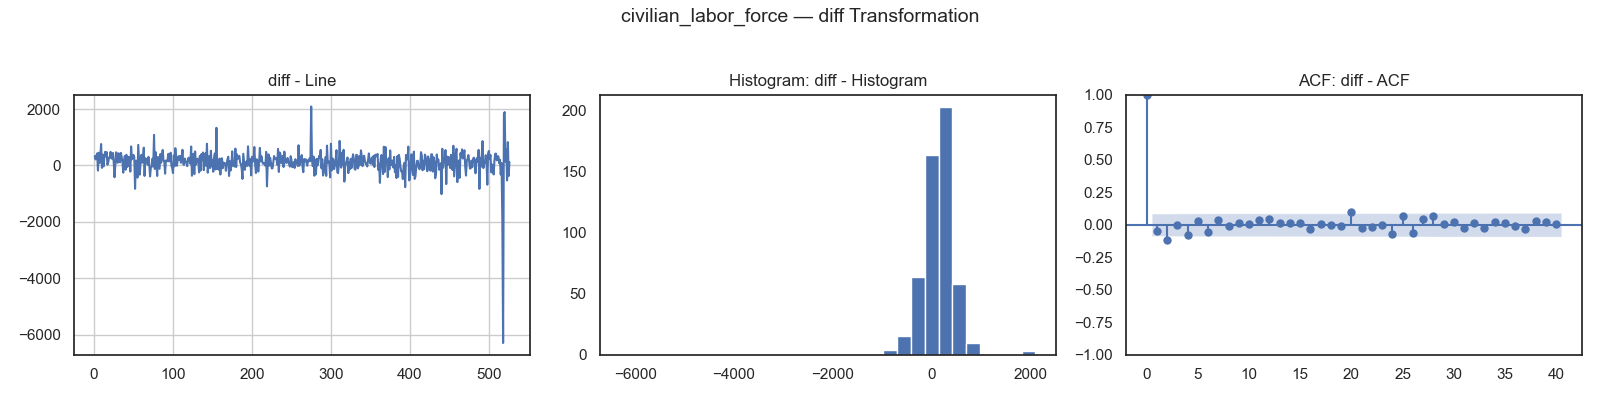 civilian_labor_force — diff Transformation
diff - Line
2000
0
−2000
−4000
−6000
0 100 200 300 400 500
Histogram: diff - Histogram
200
150
100
50
0
−6000 −4000 −2000 0 2000
ACF: diff - ACF
1.00
0.75
0.50
0.25
0.00
−0.25
−0.50
−0.75
−1.00
0 5 10 15 20 25 30 35 40